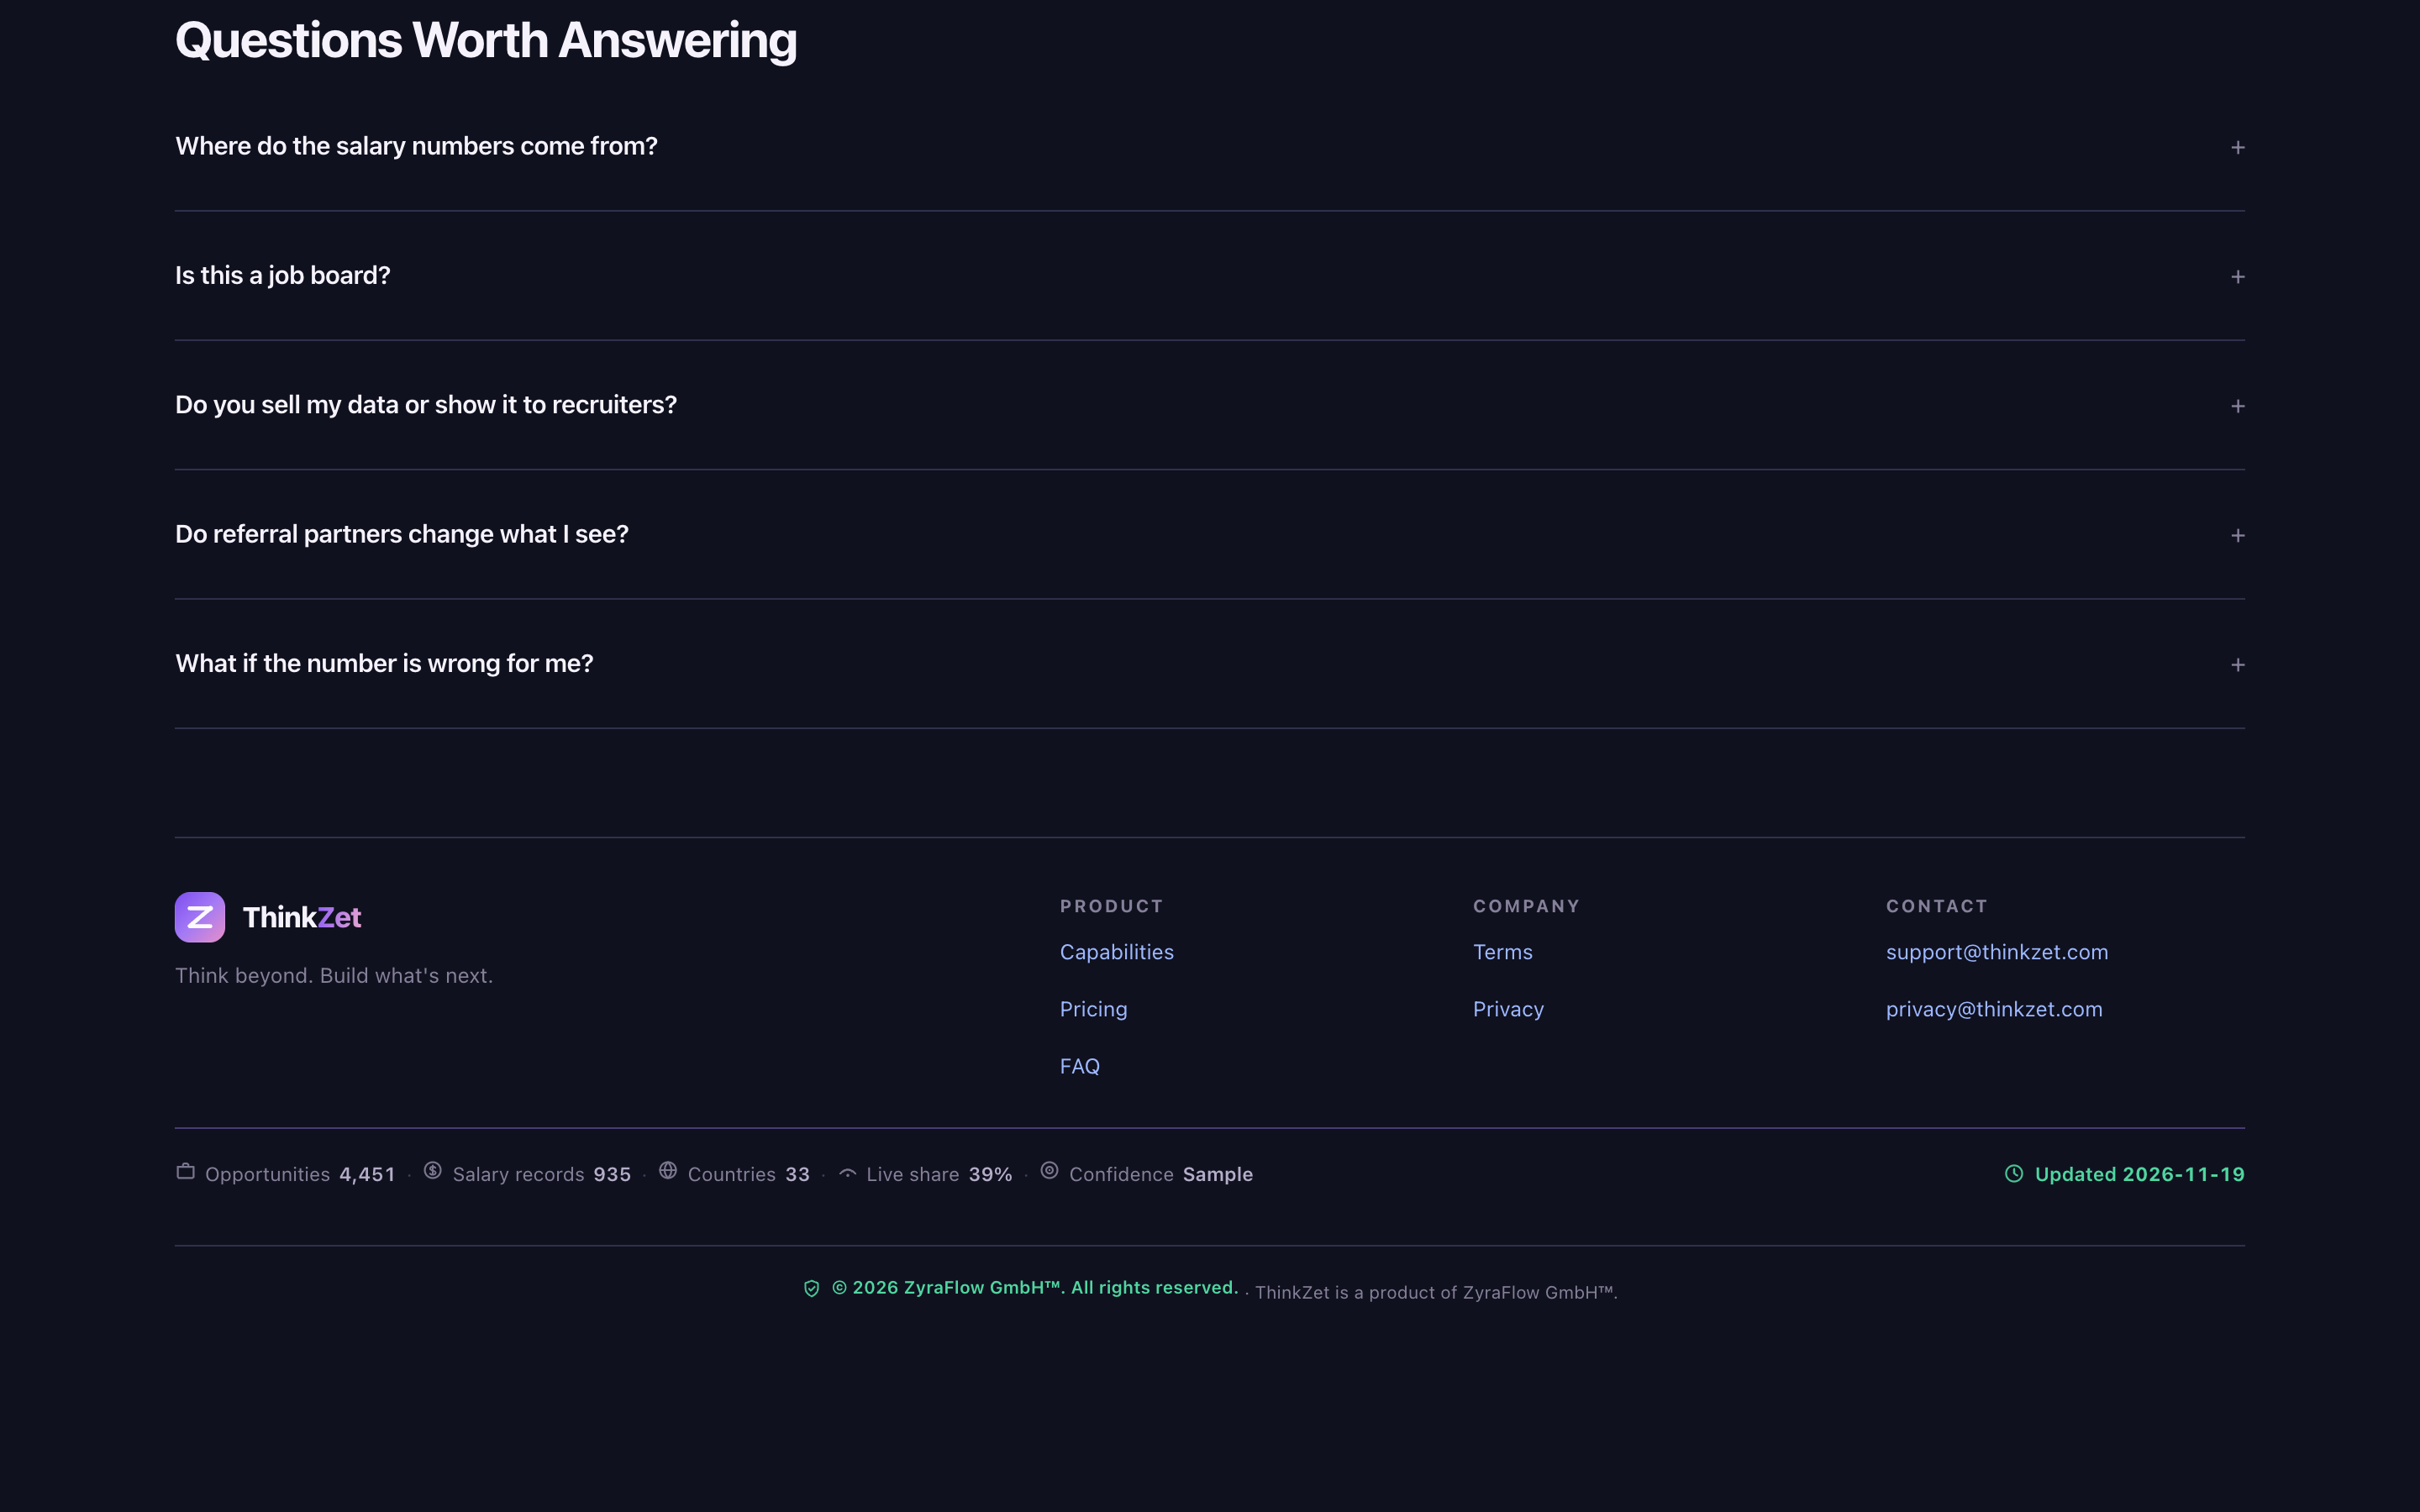 Questions Worth Answering
Where do the salary numbers come from?
+
Is this a job board?
+
Do you sell my data or show it to recruiters?
+
Do referral partners change what I see?
+
What if the number is wrong for me?
+
ThinkZet
Think beyond. Build what's next.
PRODUCT
Capabilities
Pricing
FAQ
COMPANY
Terms
Privacy
CONTACT
support@thinkzet.com
privacy@thinkzet.com
Opportunities 4,451 · Salary records 935 · Countries 33 · Live share 39% · Confidence Sample
Updated 2026-11-19
© 2026 ZyraFlow GmbH™. All rights reserved. · ThinkZet is a product of ZyraFlow GmbH™.